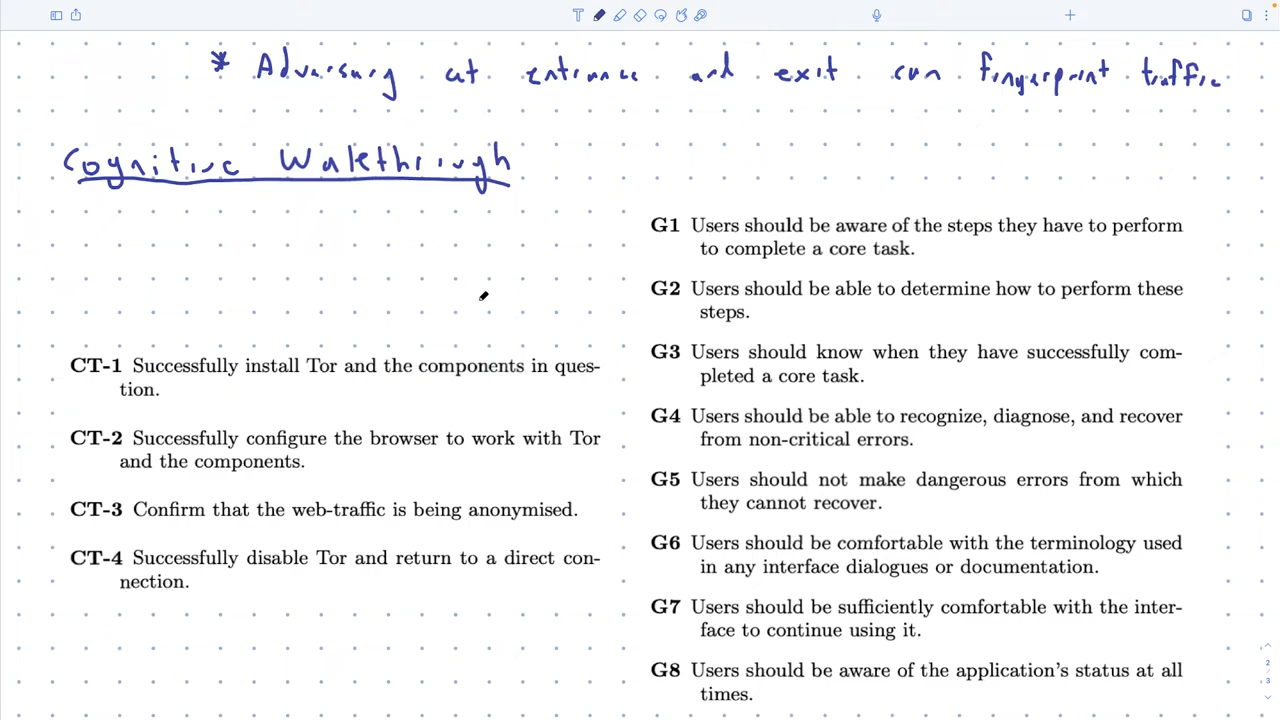 * Adversary at entrance and exit can fingerprint traffic
Cognitive Walkthrough
CT-1 Successfully install Tor and the components in ques-
tion.
CT-2 Successfully configure the browser to work with Tor
and the components.
CT-3 Confirm that the web-traffic is being anonymised.
CT-4 Successfully disable Tor and return to a direct con-
nection.
G1 Users should be aware of the steps they have to perform
to complete a core task.
G2 Users should be able to determine how to perform these
steps.
G3 Users should know when they have successfully com-
pleted a core task.
G4 Users should be able to recognize, diagnose, and recover
from non-critical errors.
G5 Users should not make dangerous errors from which
they cannot recover.
G6 Users should be comfortable with the terminology used
in any interface dialogues or documentation.
G7 Users should be sufficiently comfortable with the inter-
face to continue using it.
G8 Users should be aware of the application's status at all
times.
2
3